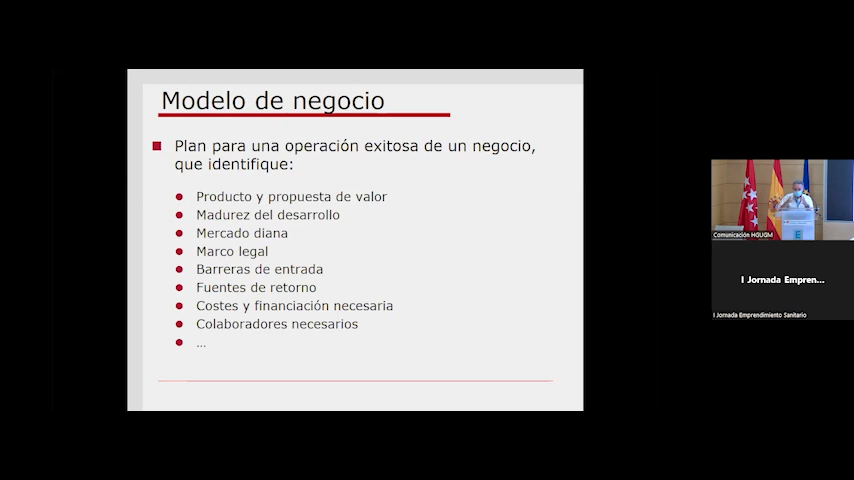 Modelo de negocio
Plan para una operación exitosa de un negocio,
que identifique:
Producto y propuesta de valor
Madurez del desarrollo
Mercado diana
Marco legal
Barreras de entrada
Fuentes de retorno
Costes y financiación necesaria
Colaboradores necesarios
...
Comunicación HGUGM
I Jornada Empren...
I Jornada Emprendimiento Sanitario